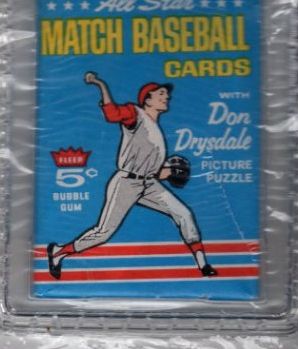 All Star
MATCH BASEBALL
CARDS
WITH
Don
Drysdale
PICTURE
PUZZLE
FLEER
5¢
BUBBLE
GUM